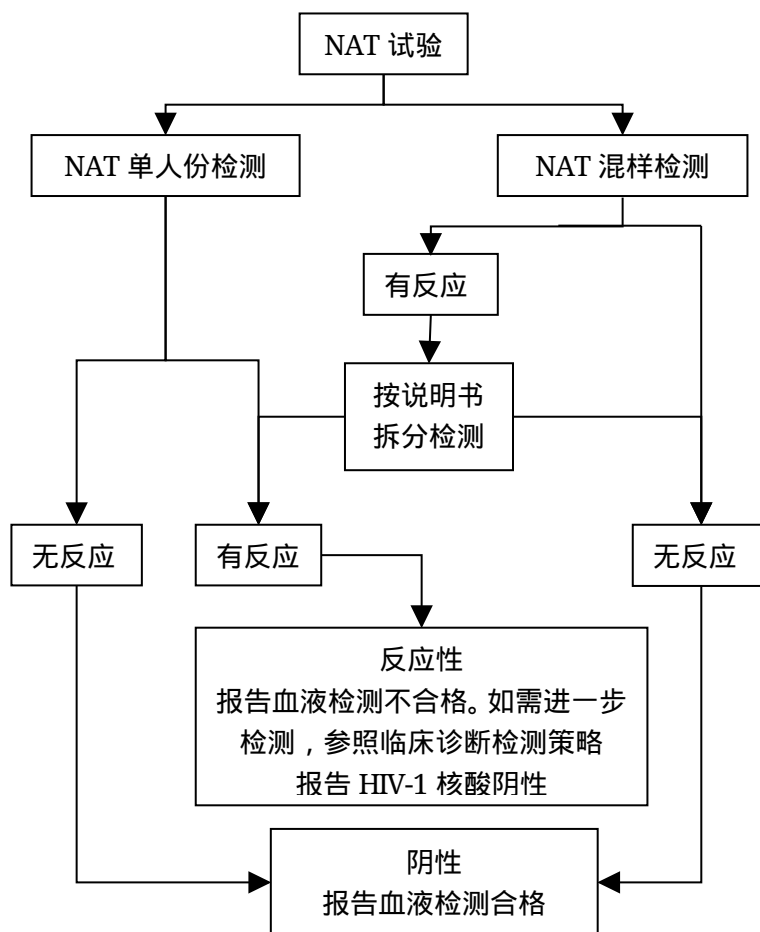 NAT 试验
NAT 单人份检测
NAT 混样检测
有反应
按说明书
拆分检测
无反应
有反应
无反应
反应性
报告血液检测不合格。如需进一步
检测，参照临床诊断检测策略
报告 HIV-1 核酸阴性
阴性
报告血液检测合格